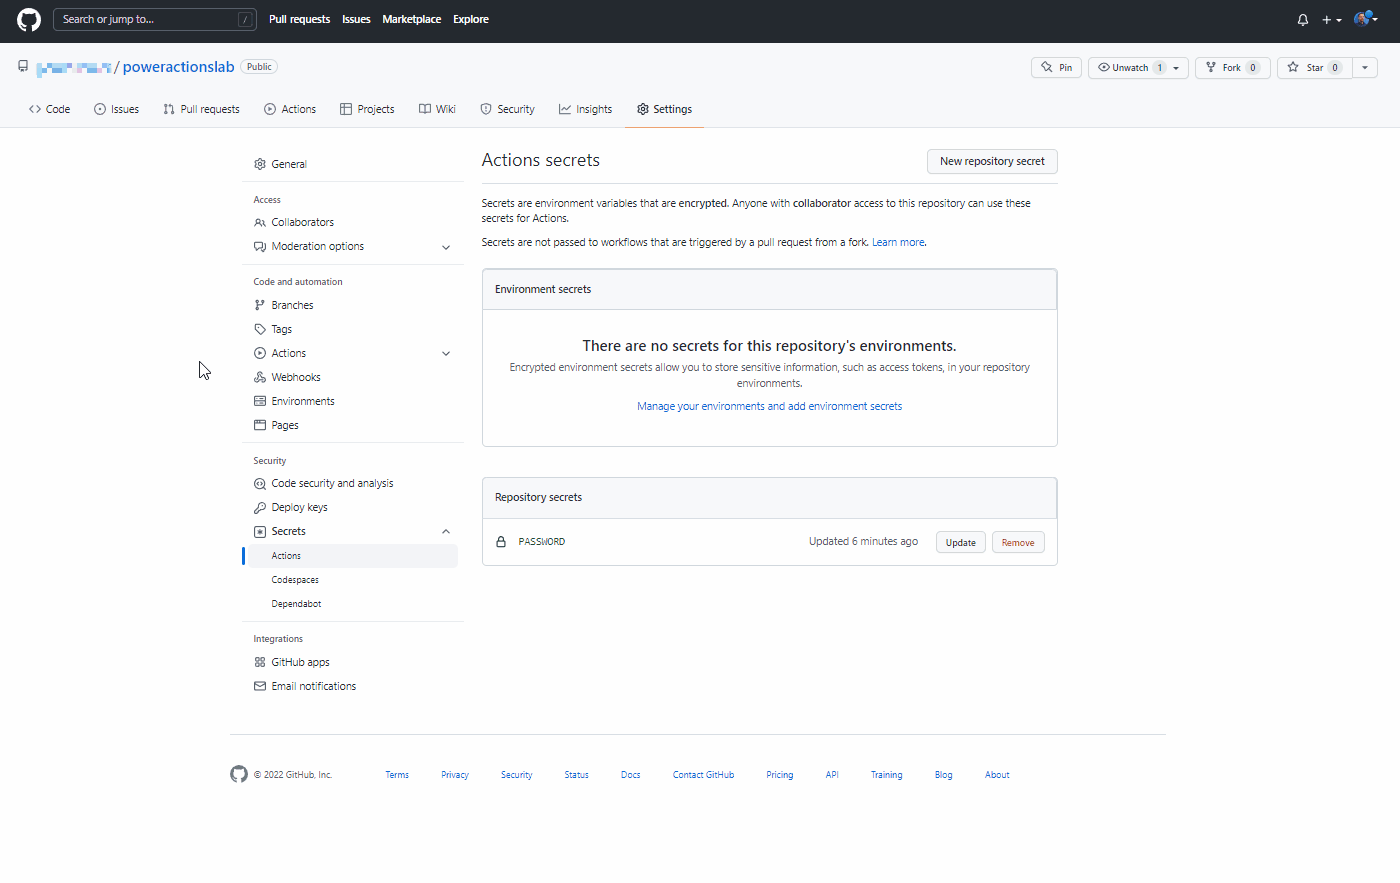 Search or jump to... /
Pull requests Issues Marketplace Explore
/ poweractionslab Public
Pin Unwatch 1 Fork 0 Star 0
Code Issues Pull requests Actions Projects Wiki Security Insights Settings
General
Access
Collaborators
Moderation options
Code and automation
Branches
Tags
Actions
Webhooks
Environments
Pages
Security
Code security and analysis
Deploy keys
Secrets
Actions
Codespaces
Dependabot
Integrations
GitHub apps
Email notifications
Actions secrets
New repository secret
Secrets are environment variables that are encrypted. Anyone with collaborator access to this repository can use these
secrets for Actions.
Secrets are not passed to workflows that are triggered by a pull request from a fork. Learn more.
Environment secrets
There are no secrets for this repository's environments.
Encrypted environment secrets allow you to store sensitive information, such as access tokens, in your repository
environments.
Manage your environments and add environment secrets
Repository secrets
PASSWORD Updated 6 minutes ago Update Remove
© 2022 GitHub, Inc. Terms Privacy Security Status Docs Contact GitHub Pricing API Training Blog About